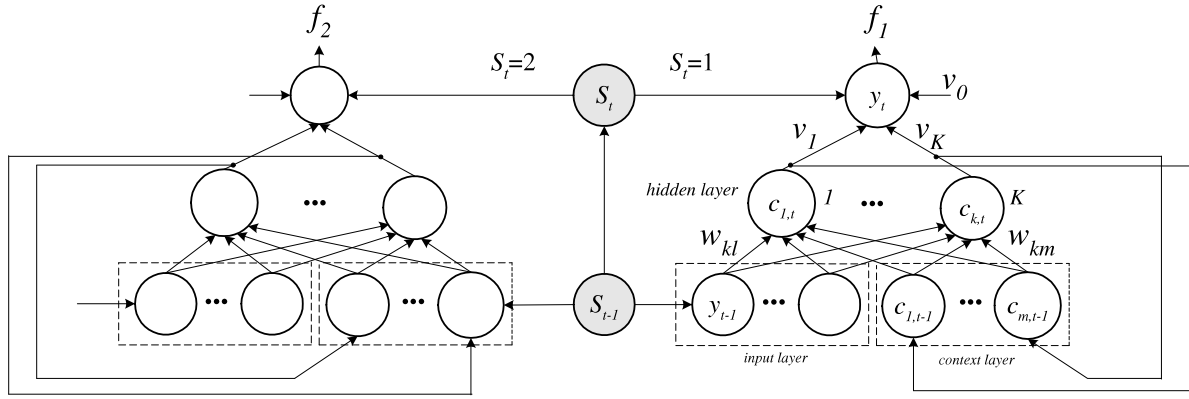 f2
f1
St=2
St=1
St
yt
v0
v1
vK
hidden layer
c1,t
1
...
ck,t
K
...
wkl
wkm
...
...
St-1
yt-1
...
c1,t-1
...
cm,t-1
input layer
context layer